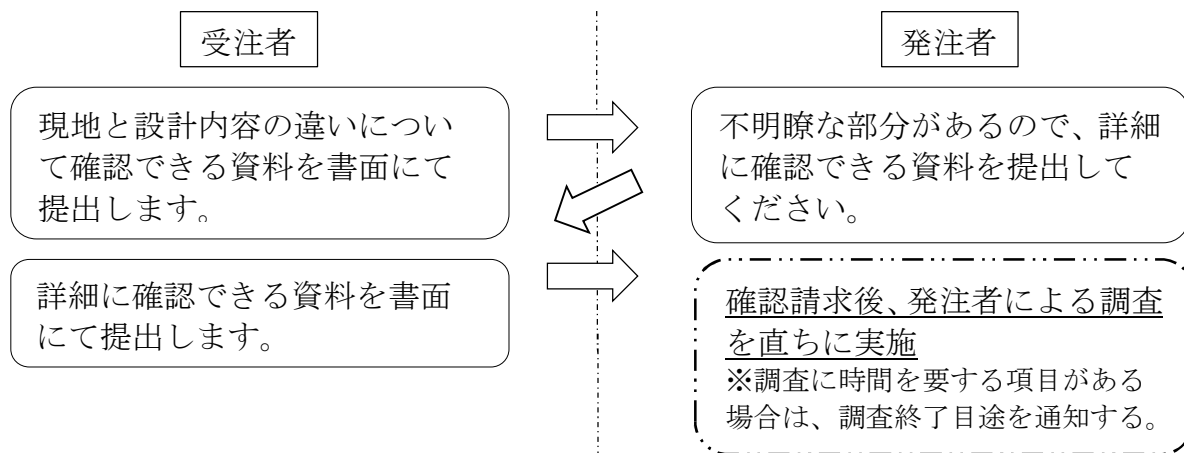 受注者
発注者
現地と設計内容の違いについ
て確認できる資料を書面にて
提出します。
不明瞭な部分があるので、詳細
に確認できる資料を提出して
ください。
詳細に確認できる資料を書面
にて提出します。
確認請求後、発注者による調査
を直ちに実施
※調査に時間を要する項目がある
場合は、調査終了目途を通知する。